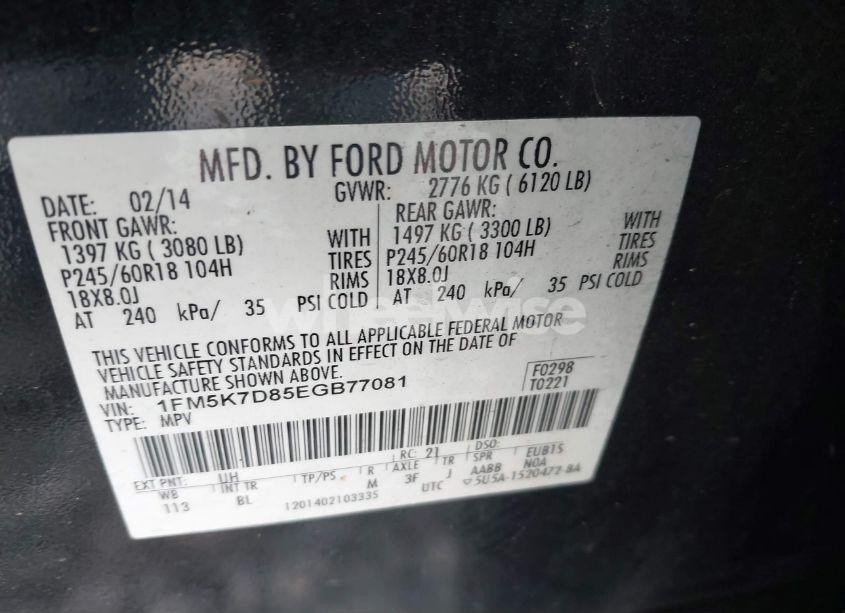 MFD. BY FORD MOTOR CO.
DATE: 02/14 GVWR: 2776 KG ( 6120 LB)
FRONT GAWR: REAR GAWR:
1397 KG ( 3080 LB) WITH 1497 KG ( 3300 LB) WITH
P245/60R18 104H TIRES P245/60R18 104H TIRES
18X8.0J RIMS 18X8.0J RIMS
AT 240 kPa/ 35 PSI COLD AT 240 kPa/ 35 PSI COLD
THIS VEHICLE CONFORMS TO ALL APPLICABLE FEDERAL MOTOR
VEHICLE SAFETY STANDARDS IN EFFECT ON THE DATE OF
MANUFACTURE SHOWN ABOVE.
F0298
T0221
VIN: 1FM5K7D85EGB77081
TYPE: MPV
EXT PNT: UH RC: 21 DSO:
WB INT TR TP/PS R AXLE TR SPR EUB1S
113 BL M 3F J AABB N0A
1201402103335 UTC 5U5A-1520472-BA